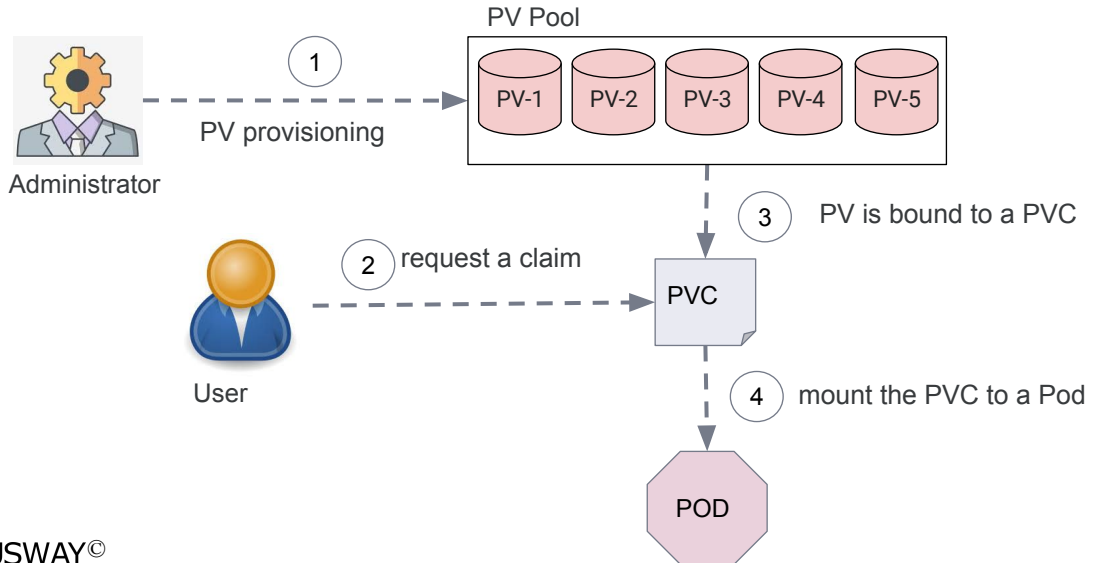 PV Pool
1
PV-1 PV-2 PV-3 PV-4 PV-5
PV provisioning
Administrator
3 PV is bound to a PVC
2 request a claim
PVC
User
4 mount the PVC to a Pod
POD
USWAY©